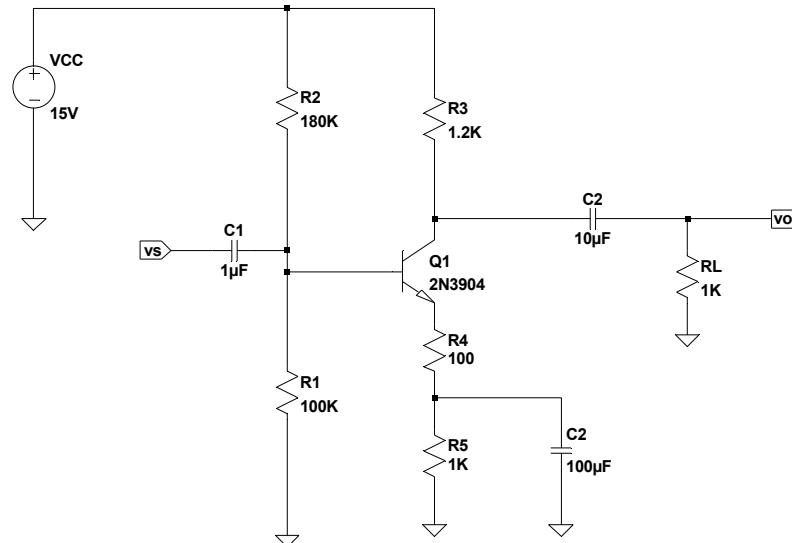 VCC
15V
R2
180K
R3
1.2K
C1
1µF
vs
Q1
2N3904
C2
10µF
vo
RL
1K
R4
100
R1
100K
R5
1K
C2
100µF